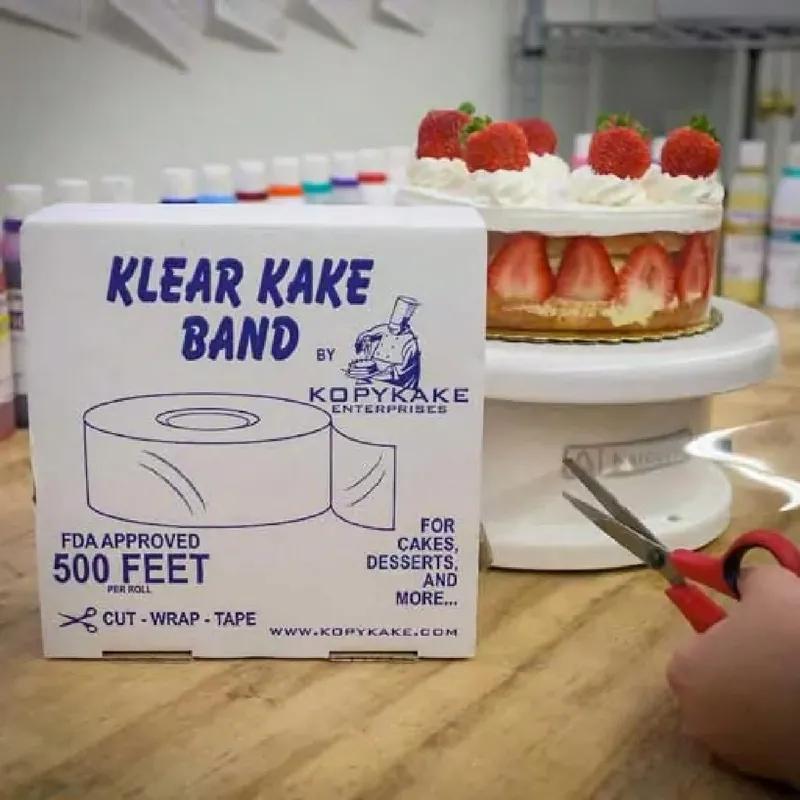 KLEAR KAKE
BAND
BY
KOPYKAKE
ENTERPRISES
FDA APPROVED
500 FEET
PER ROLL
FOR
CAKES,
DESSERTS,
AND
MORE...
CUT - WRAP - TAPE
WWW.KOPYKAKE.COM